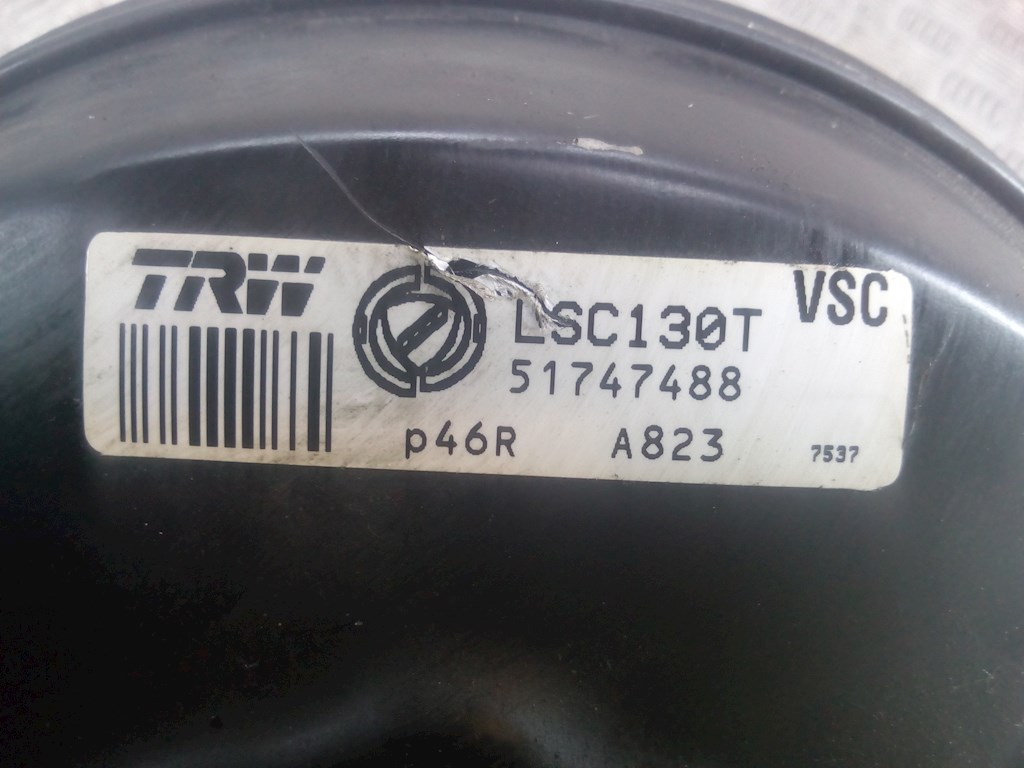 TRW
VSC
LSC130T
51747488
p46R A823 7537